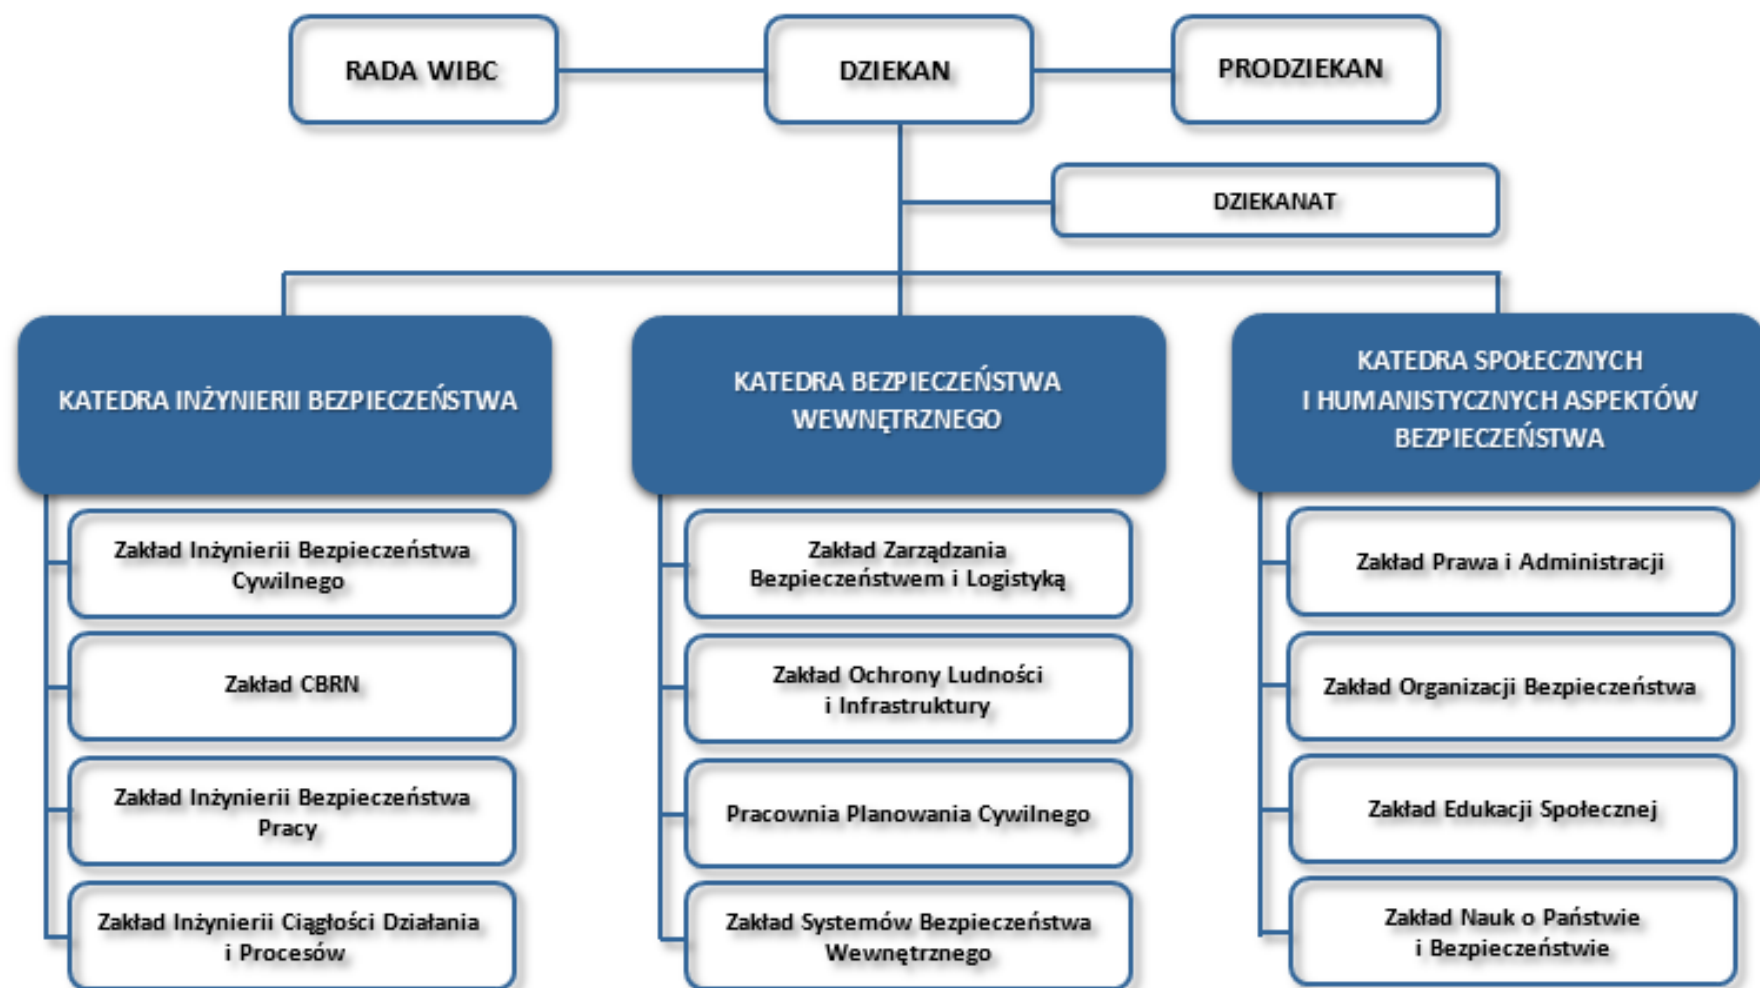 RADA WIBC
DZIEKAN
PRODZIEKAN
DZIEKANAT
KATEDRA INŻYNIERII BEZPIECZEŃSTWA
Zakład Inżynierii Bezpieczeństwa
Cywilnego
Zakład CBRN
Zakład Inżynierii Bezpieczeństwa
Pracy
Zakład Inżynierii Ciągłości Działania
i Procesów
KATEDRA BEZPIECZEŃSTWA
WEWNĘTRZNEGO
Zakład Zarządzania
Bezpieczeństwem i Logistyką
Zakład Ochrony Ludności
i Infrastruktury
Pracownia Planowania Cywilnego
Zakład Systemów Bezpieczeństwa
Wewnętrznego
KATEDRA SPOŁECZNYCH
I HUMANISTYCZNYCH ASPEKTÓW
BEZPIECZEŃSTWA
Zakład Prawa i Administracji
Zakład Organizacji Bezpieczeństwa
Zakład Edukacji Społecznej
Zakład Nauk o Państwie
i Bezpieczeństwie